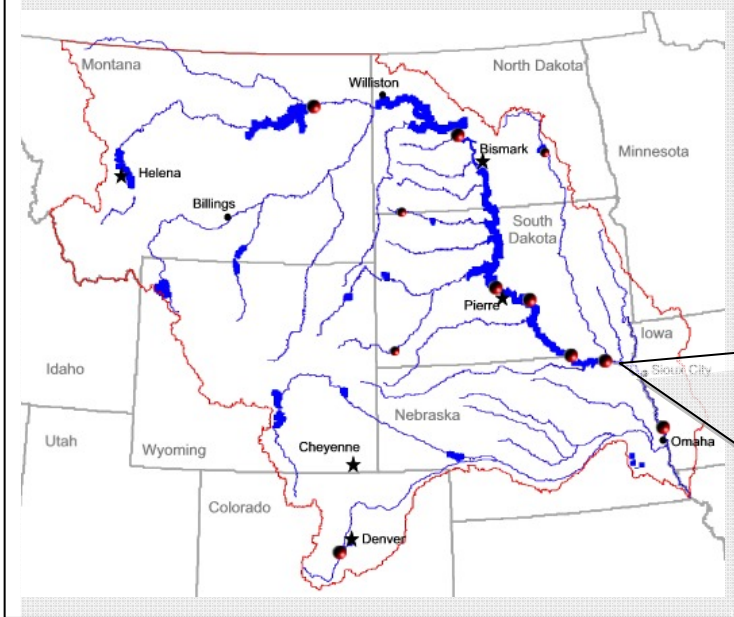 Montana
North Dakota
Williston
Bismark
Minnesota
Helena
Billings
South
Dakota
Pierre
Iowa
Idaho
Sioux City
Nebraska
Utah
Wyoming
Cheyenne
Omaha
Colorado
Denver